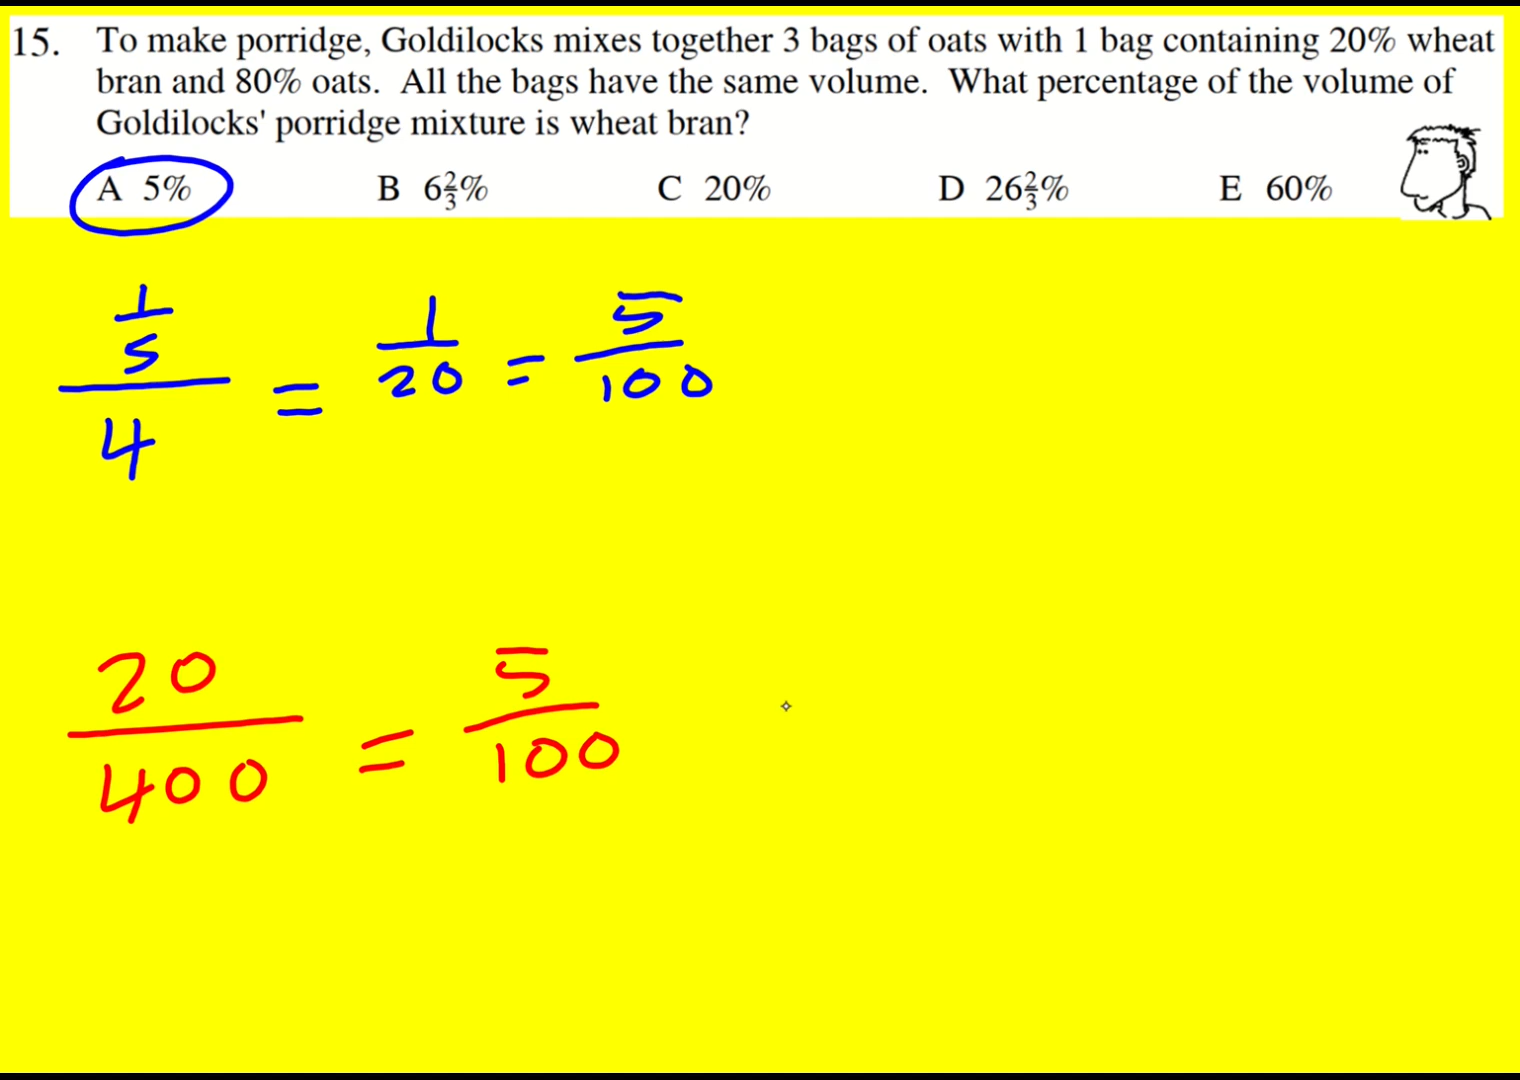 15. To make porridge, Goldilocks mixes together 3 bags of oats with 1 bag containing 20% wheat
bran and 80% oats. All the bags have the same volume. What percentage of the volume of
Goldilocks' porridge mixture is wheat bran?
A 5% B 6⅔% C 20% D 26⅔% E 60%
1/5 / 4 = 1/20 = 5/100
20/400 = 5/100